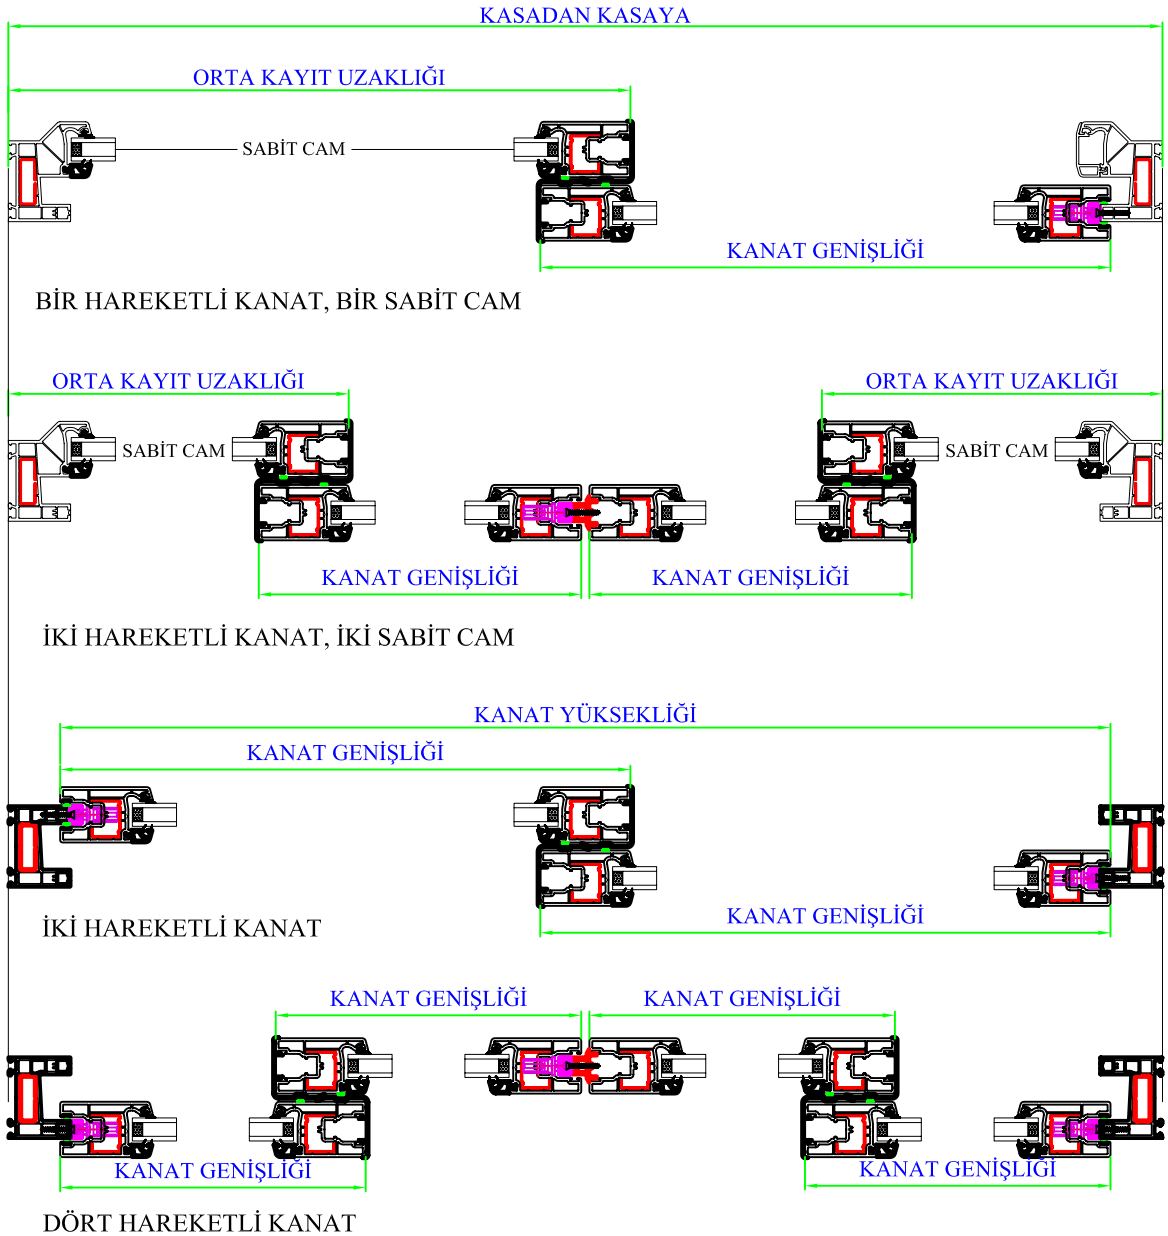 KASADAN KASAYA
ORTA KAYIT UZAKLIĞI
SABİT CAM
KANAT GENİŞLİĞİ
BİR HAREKETLİ KANAT, BİR SABİT CAM
ORTA KAYIT UZAKLIĞI
ORTA KAYIT UZAKLIĞI
SABİT CAM
SABİT CAM
KANAT GENİŞLİĞİ
KANAT GENİŞLİĞİ
İKİ HAREKETLİ KANAT, İKİ SABİT CAM
KANAT YÜKSEKLİĞİ
KANAT GENİŞLİĞİ
KANAT GENİŞLİĞİ
İKİ HAREKETLİ KANAT
KANAT GENİŞLİĞİ
KANAT GENİŞLİĞİ
KANAT GENİŞLİĞİ
KANAT GENİŞLİĞİ
DÖRT HAREKETLİ KANAT